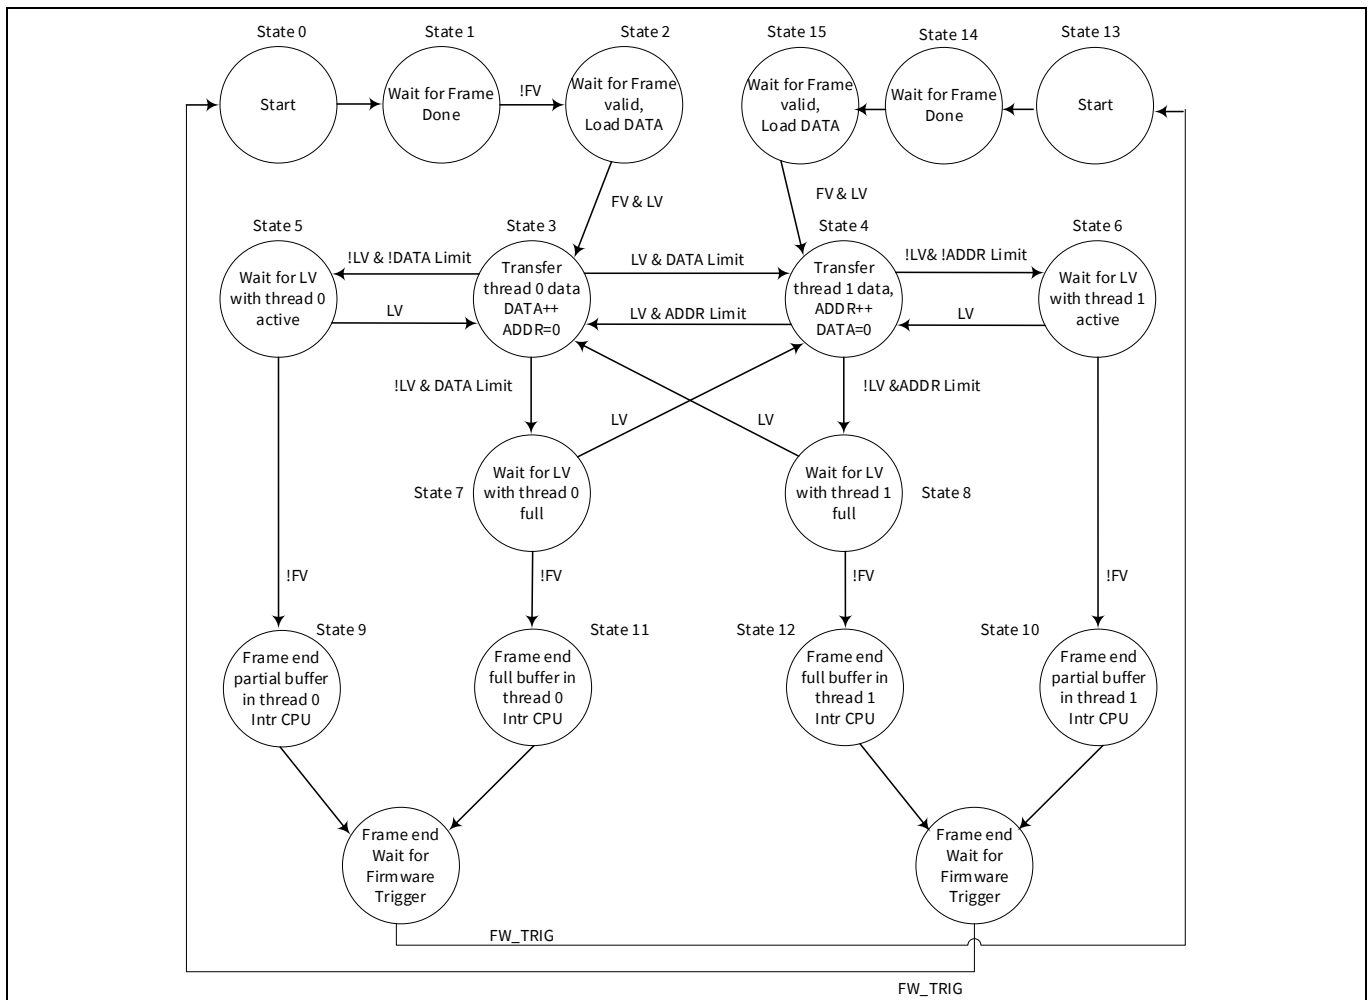 State 0
State 1
State 2
State 15
State 14
State 13
Start
Wait for Frame
Done
!FV
Wait for Frame
valid,
Load DATA
Wait for Frame
valid,
Load DATA
Wait for Frame
Done
Start
FV & LV
FV & LV
State 5
State 3
State 4
State 6
Wait for LV
with thread 0
active
!LV & !DATA Limit
LV
Transfer
thread 0 data
DATA++
ADDR=0
LV & DATA Limit
LV & ADDR Limit
Transfer
thread 1 data,
ADDR++
DATA=0
!LV& !ADDR Limit
LV
Wait for LV
with thread 1
active
!LV & DATA Limit
!LV &ADDR Limit
LV
LV
State 7
Wait for LV
with thread 0
full
Wait for LV
with thread 1
full
State 8
!FV
!FV
!FV
!FV
State 9
State 11
State 12
State 10
Frame end
partial buffer
in thread 0
Intr CPU
Frame end
full buffer in
thread 0
Intr CPU
Frame end
full buffer in
thread 1
Intr CPU
Frame end
partial buffer
in thread 1
Intr CPU
Frame end
Wait for
Firmware
Trigger
Frame end
Wait for
Firmware
Trigger
FW_TRIG
FW_TRIG